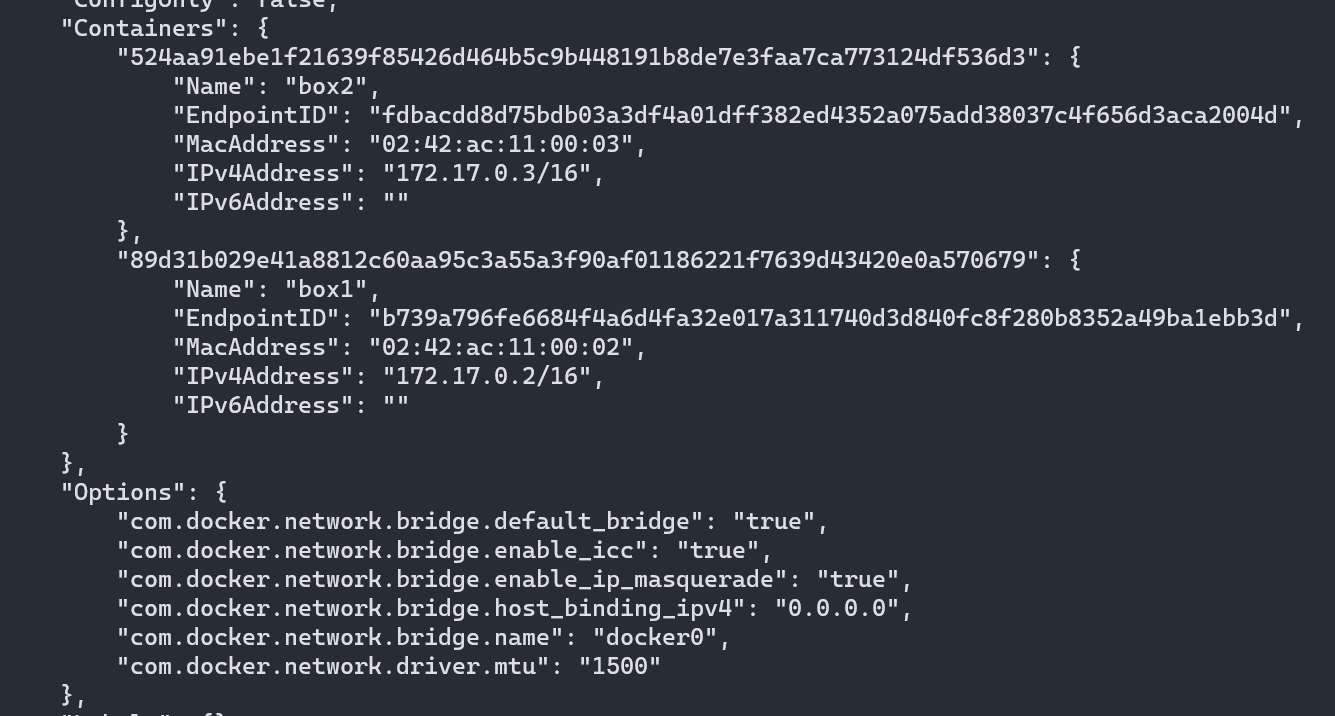 "ConfigOnly": false,
"Containers": {
"524aa91ebe1f21639f85426d464b5c9b448191b8de7e3faa7ca773124df536d3": {
"Name": "box2",
"EndpointID": "fdbacdd8d75bdb03a3df4a01dff382ed4352a075add38037c4f656d3aca2004d",
"MacAddress": "02:42:ac:11:00:03",
"IPv4Address": "172.17.0.3/16",
"IPv6Address": ""
},
"89d31b029e41a8812c60aa95c3a55a3f90af01186221f7639d43420e0a570679": {
"Name": "box1",
"EndpointID": "b739a796fe6684f4a6d4fa32e017a311740d3d840fc8f280b8352a49ba1ebb3d",
"MacAddress": "02:42:ac:11:00:02",
"IPv4Address": "172.17.0.2/16",
"IPv6Address": ""
}
},
"Options": {
"com.docker.network.bridge.default_bridge": "true",
"com.docker.network.bridge.enable_icc": "true",
"com.docker.network.bridge.enable_ip_masquerade": "true",
"com.docker.network.bridge.host_binding_ipv4": "0.0.0.0",
"com.docker.network.bridge.name": "docker0",
"com.docker.network.driver.mtu": "1500"
},